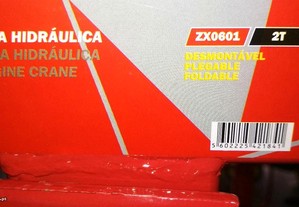 A HIDRÁULICA
A HIDRÁULICA
GINE CRANE
ZX0601 2T
DESMONTÁVEL
PLEGABLE
FOLDABLE
5602225421841